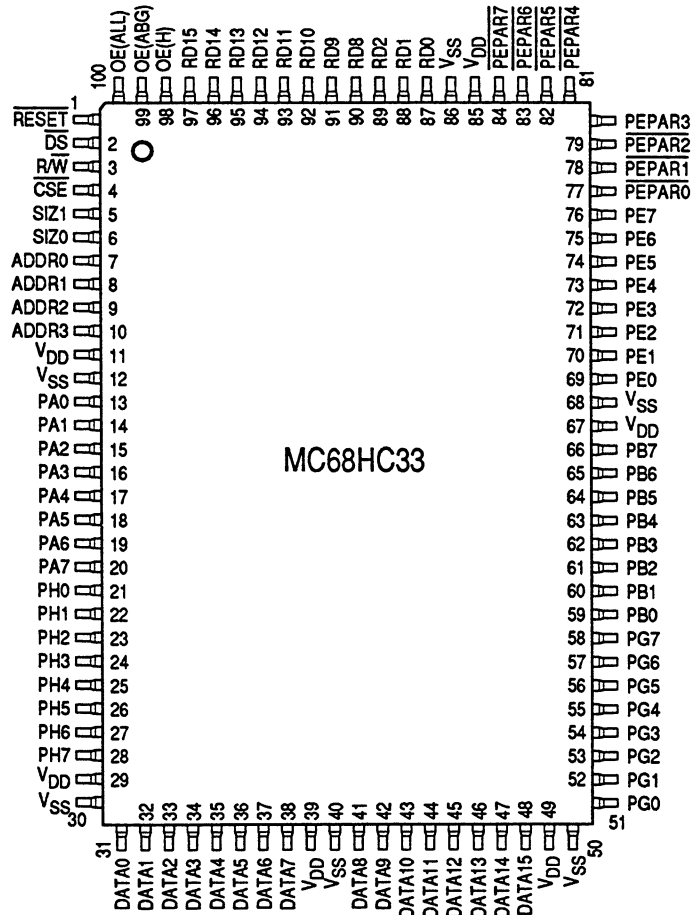 OE(ALL)
OE(ABG)
OE(H)
RD15
RD14
RD13
RD12
RD11
RD10
RD9
RD8
RD2
RD1
RD0
VSS
VDD
PEPAR7
PEPAR6
PEPAR5
PEPAR4
100
99
98
97
96
95
94
93
92
91
90
89
88
87
86
85
84
83
82
81
RESET 1
DS 2
R/W 3
CSE 4
SIZ1 5
SIZ0 6
ADDR0 7
ADDR1 8
ADDR2 9
ADDR3 10
VDD 11
VSS 12
PA0 13
PA1 14
PA2 15
PA3 16
PA4 17
PA5 18
PA6 19
PA7 20
PH0 21
PH1 22
PH2 23
PH3 24
PH4 25
PH5 26
PH6 27
PH7 28
VDD 29
VSS 30
MC68HC33
PEPAR3
79 PEPAR2
78 PEPAR1
77 PEPAR0
76 PE7
75 PE6
74 PE5
73 PE4
72 PE3
71 PE2
70 PE1
69 PE0
68 VSS
67 VDD
66 PB7
65 PB6
64 PB5
63 PB4
62 PB3
61 PB2
60 PB1
59 PB0
58 PG7
57 PG6
56 PG5
55 PG4
54 PG3
53 PG2
52 PG1
51 PG0
31
32
33
34
35
36
37
38
39
40
41
42
43
44
45
46
47
48
49
50
DATA0
DATA1
DATA2
DATA3
DATA4
DATA5
DATA6
DATA7
VDD
VSS
DATA8
DATA9
DATA10
DATA11
DATA12
DATA13
DATA14
DATA15
VDD
VSS